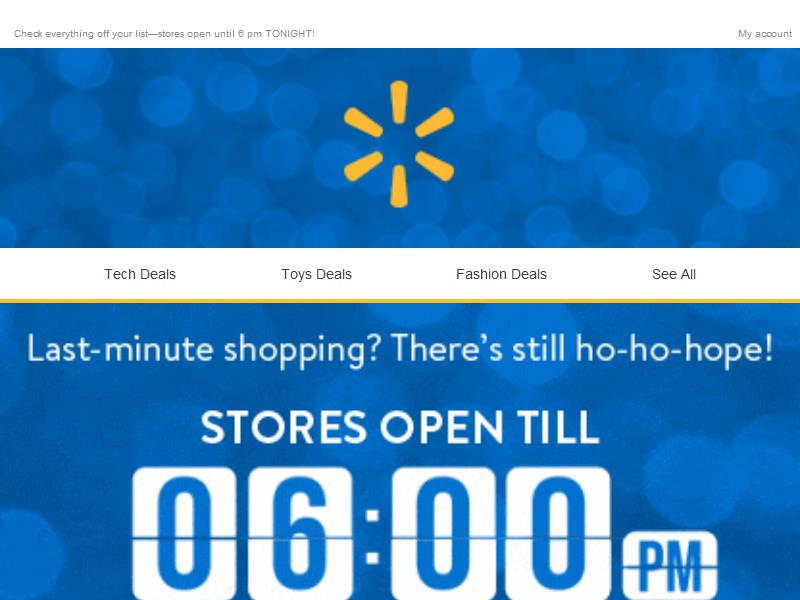 Check everything off your list—stores open until 6 pm TONIGHT!
My account
Tech Deals
Toys Deals
Fashion Deals
See All
Last-minute shopping? There's still ho-ho-hope!
STORES OPEN TILL
06:00 PM